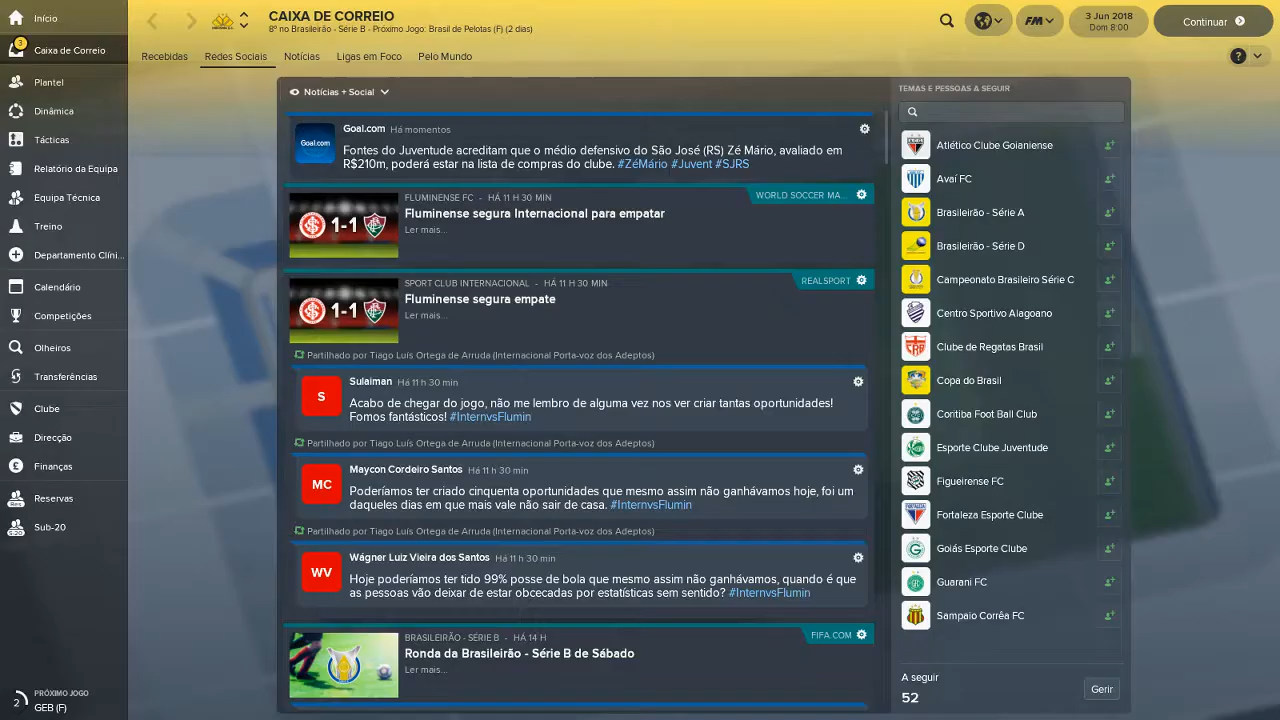 Início
3
Caixa de Correio
Plantel
Dinâmica
Tácticas
Relatório da Equipa
Equipa Técnica
Treino
Departamento Clíni...
Calendário
Competições
Olheiros
Transferências
Clube
Direcção
Finanças
Reservas
Sub-20
2
PRÓXIMO JOGO
GEB (F)
CAIXA DE CORREIO
8º no Brasileirão - Série B - Próximo Jogo: Brasil de Pelotas (F) (2 dias)
FM
3 Jun 2018
Dom 8:00
Continuar
Recebidas
Redes Sociais
Notícias
Ligas em Foco
Pelo Mundo
?
Notícias + Social
Goal.com
Goal.com Há momentos
Fontes do Juventude acreditam que o médio defensivo do São José (RS) Zé Mário, avaliado em
R$210m, poderá estar na lista de compras do clube. #ZéMário #Juvent #SJRS
1-1
FLUMINENSE FC - HÁ 11 H 30 MIN
WORLD SOCCER MA...
Fluminense segura Internacional para empatar
Ler mais...
1-1
SPORT CLUB INTERNACIONAL - HÁ 11 H 30 MIN
REALSPORT
Fluminense segura empate
Ler mais...
Partilhado por Tiago Luís Ortega de Arruda (Internacional Porta-voz dos Adeptos)
S
Sulaiman Há 11 h 30 min
Acabo de chegar do jogo, não me lembro de alguma vez nos ver criar tantas oportunidades!
Fomos fantásticos! #InternvsFlumin
Partilhado por Tiago Luís Ortega de Arruda (Internacional Porta-voz dos Adeptos)
MC
Maycon Cordeiro Santos Há 11 h 30 min
Poderíamos ter criado cinquenta oportunidades que mesmo assim não ganhávamos hoje, foi um
daqueles dias em que mais vale não sair de casa. #InternvsFlumin
Partilhado por Tiago Luís Ortega de Arruda (Internacional Porta-voz dos Adeptos)
WV
Wágner Luiz Vieira dos Santos Há 11 h 30 min
Hoje poderíamos ter tido 99% posse de bola que mesmo assim não ganhávamos, quando é que
as pessoas vão deixar de estar obcecadas por estatísticas sem sentido? #InternvsFlumin
BRASILEIRÃO - SÉRIE B - HÁ 14 H
FIFA.COM
Ronda da Brasileirão - Série B de Sábado
Ler mais...
TEMAS E PESSOAS A SEGUIR
Atlético Clube Goianiense
Avaí FC
Brasileirão - Série A
Brasileirão - Série D
Campeonato Brasileiro Série C
Centro Sportivo Alagoano
Clube de Regatas Brasil
Copa do Brasil
Coritiba Foot Ball Club
Esporte Clube Juventude
Figueirense FC
Fortaleza Esporte Clube
Goiás Esporte Clube
Guarani FC
Sampaio Corrêa FC
A seguir
52
Gerir